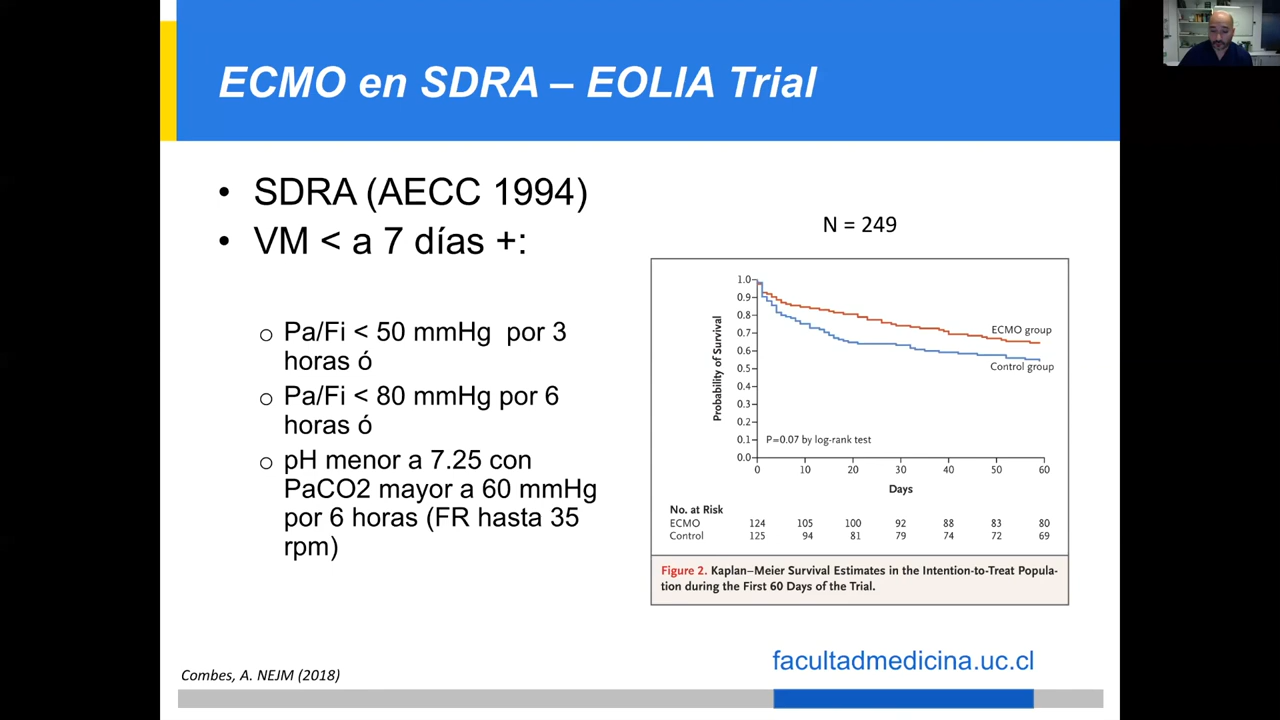 ECMO en SDRA – EOLIA Trial
• SDRA (AECC 1994)
• VM < a 7 días +:
o Pa/Fi < 50 mmHg por 3
horas ó
o Pa/Fi < 80 mmHg por 6
horas ó
o pH menor a 7.25 con
PaCO2 mayor a 60 mmHg
por 6 horas (FR hasta 35
rpm)
N = 249
Probability of Survival
1.0
0.9
0.8
0.7
0.6
0.5
0.4
0.3
0.2
0.1
0.0
ECMO group
Control group
P=0.07 by log-rank test
0 10 20 30 40 50 60
Days
No. at Risk
ECMO 124 105 100 92 88 83 80
Control 125 94 81 79 74 72 69
Figure 2. Kaplan–Meier Survival Estimates in the Intention-to-Treat Popula-
tion during the First 60 Days of the Trial.
facultadmedicina.uc.cl
Combes, A. NEJM (2018)